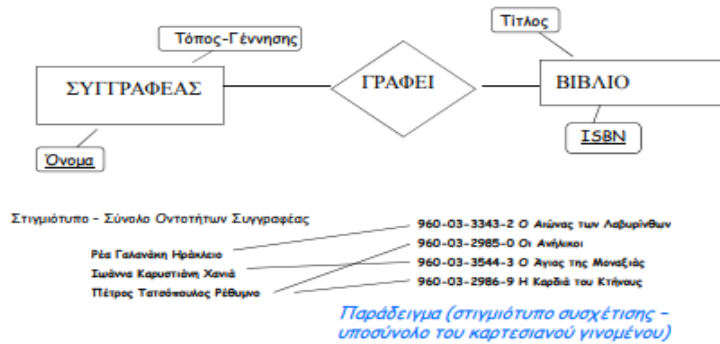 Τίτλος
Τόπος-Γέννησης
ΣΥΓΓΡΑΦΕΑΣ
ΓΡΑΦΕΙ
ΒΙΒΛΙΟ
ISBN
Όνομα
Στιγμιότυπο – Σύνολο Οντοτήτων Συγγραφέας
960-03-3343-2 Ο Αιώνας των Λαβυρίνθων
Ρέα Γαλανάκη Ηράκλειο
960-03-2985-0 Οι Ανήλικοι
Ιωάννα Καρυστιάνη Χανιά
960-03-3544-3 Ο Άγιος της Μοναξιάς
Πέτρος Τατσόπουλος Ρέθυμνο
960-03-2986-9 Η Καρδιά του Κτήνους
Παράδειγμα (στιγμιότυπο συσχέτισης –
υποσύνολο του καρτεσιανού γινομένου)